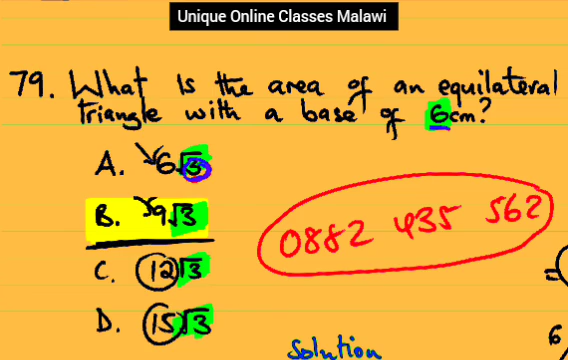 Unique Online Classes Malawi
79. What is the area of an equilateral
triangle with a base of 6cm?
A. 6√3
B. 9√3
C. 12√3
D. 15√3
0882 435 562
Solution
6